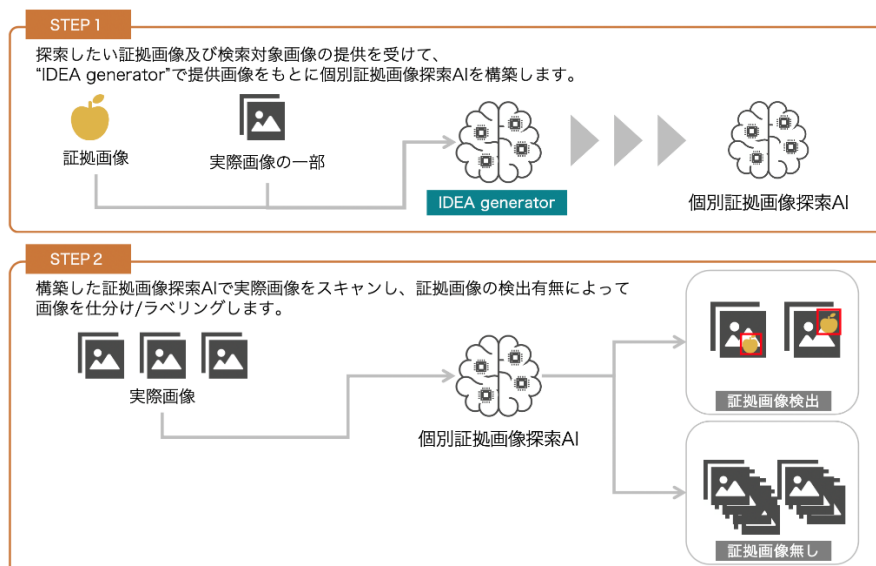 STEP 1
探索したい証拠画像及び検索対象画像の提供を受けて、
“IDEA generator”で提供画像をもとに個別証拠画像探索AIを構築します。
証拠画像
実際画像の一部
IDEA generator
個別証拠画像探索AI
STEP 2
構築した証拠画像探索AIで実際画像をスキャンし、証拠画像の検出有無によって
画像を仕分け/ラベリングします。
実際画像
個別証拠画像探索AI
証拠画像検出
証拠画像無し